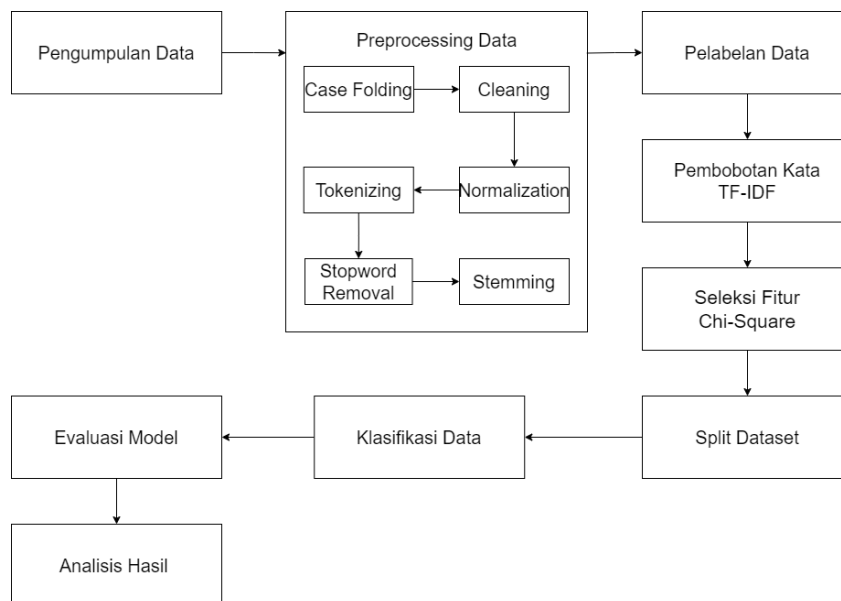 Pengumpulan Data
Preprocessing Data
Case Folding
Cleaning
Normalization
Tokenizing
Stopword
Removal
Stemming
Pelabelan Data
Pembobotan Kata
TF-IDF
Seleksi Fitur
Chi-Square
Split Dataset
Klasifikasi Data
Evaluasi Model
Analisis Hasil